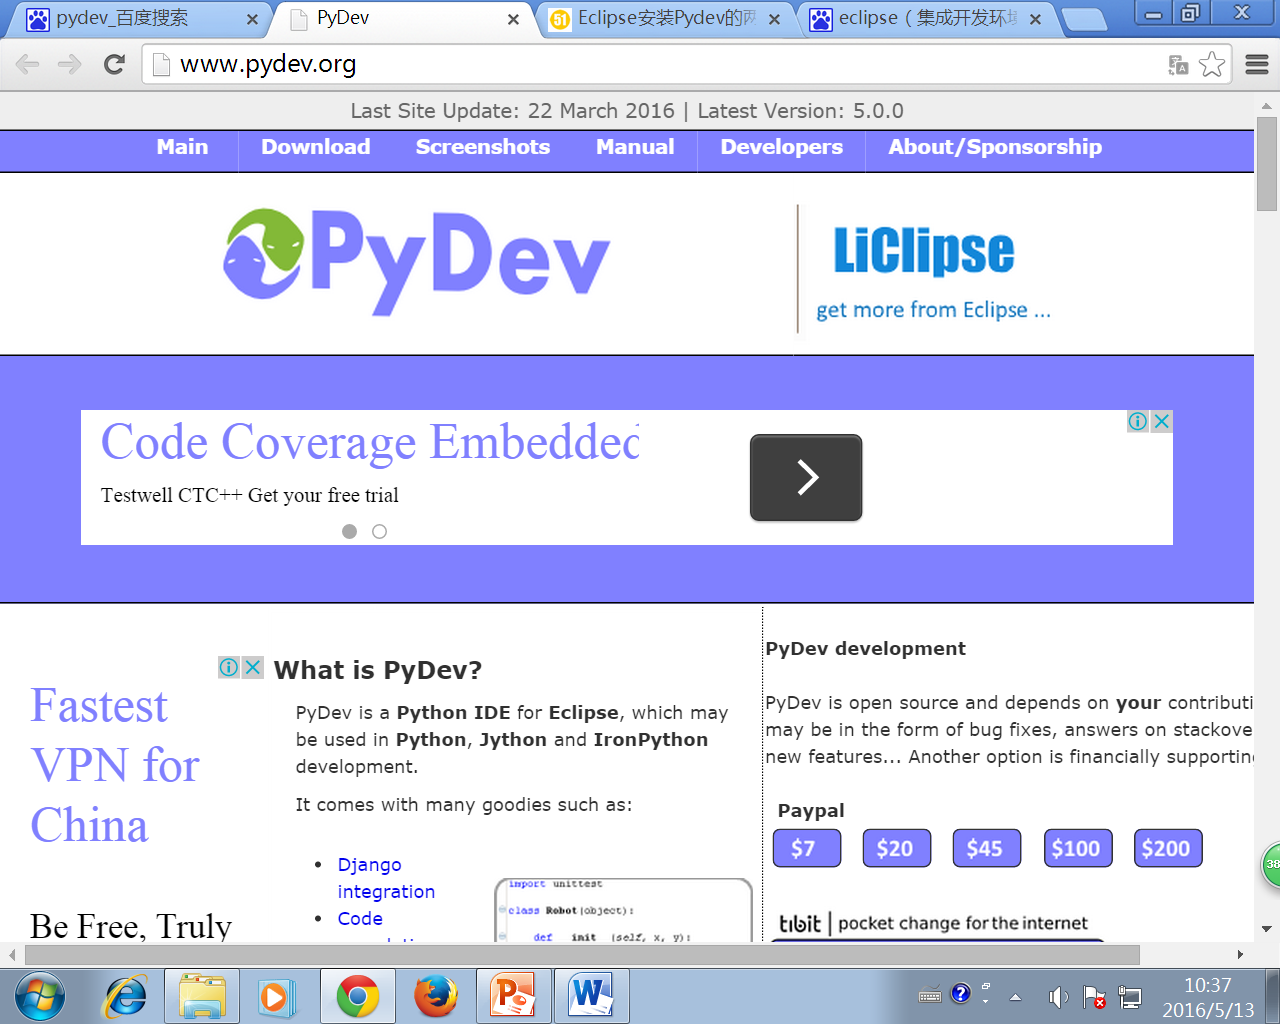 pydev_百度搜索
PyDev
Eclipse安装Pydev的两
eclipse（集成开发环境
www.pydev.org
Last Site Update: 22 March 2016 | Latest Version: 5.0.0
Main Download Screenshots Manual Developers About/Sponsorship
PyDev
LiClipse
get more from Eclipse ...
Code Coverage Embedded
Testwell CTC++ Get your free trial
Fastest
VPN for
China
Be Free, Truly
What is PyDev?
PyDev is a Python IDE for Eclipse, which may
be used in Python, Jython and IronPython
development.
It comes with many goodies such as:
Django
integration
Code
import unittest
class Robot(object):
def init (self, x, y):
PyDev development
PyDev is open source and depends on your contributi
may be in the form of bug fixes, answers on stackove
new features... Another option is financially supporting
Paypal
$7 $20 $45 $100 $200
tibit | pocket change for the internet
38
10:37
2016/5/13